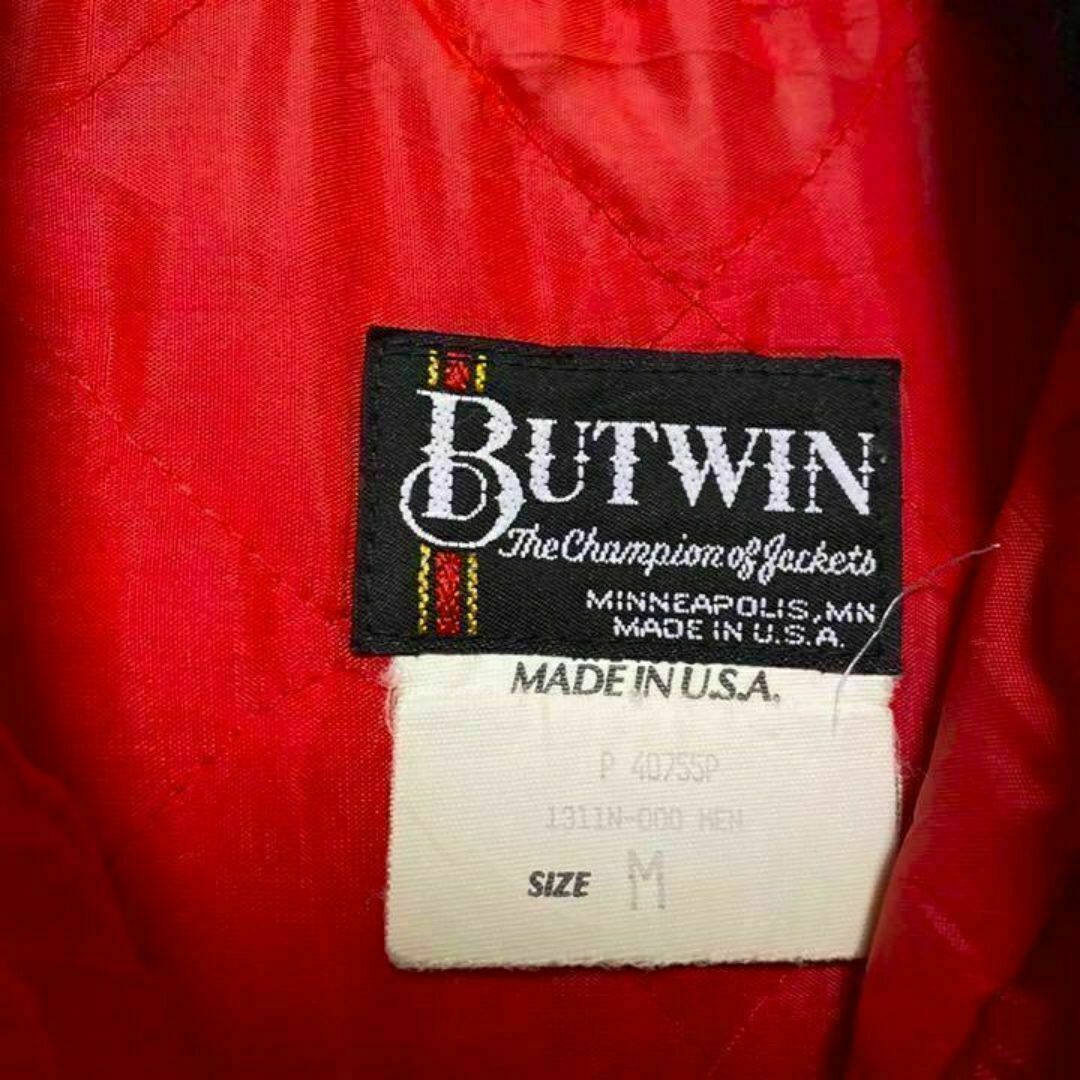 BUTWIN
The Champion of Jackets
MINNEAPOLIS, MN
MADE IN U.S.A.
MADE IN U.S.A.
P 40755P
1311N-000 MEN
SIZE M